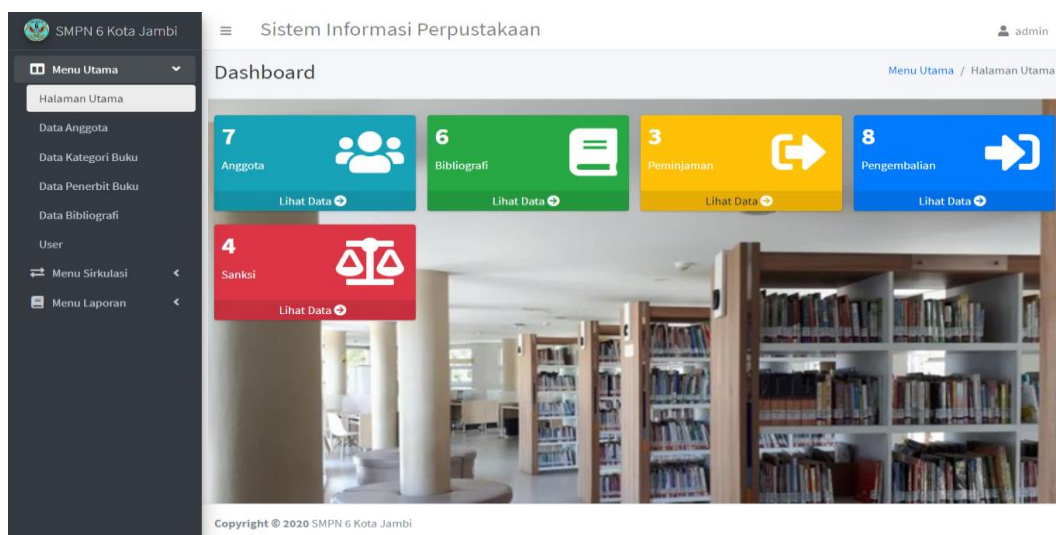 SMPN 6 Kota Jambi
Sistem Informasi Perpustakaan
admin
Menu Utama
Halaman Utama
Data Anggota
Data Kategori Buku
Data Penerbit Buku
Data Bibliografi
User
Menu Sirkulasi
Menu Laporan
Dashboard
Menu Utama / Halaman Utama
7
Anggota
Lihat Data
6
Bibliografi
Lihat Data
3
Peminjaman
Lihat Data
8
Pengembalian
Lihat Data
4
Sanksi
Lihat Data
Copyright © 2020 SMPN 6 Kota Jambi